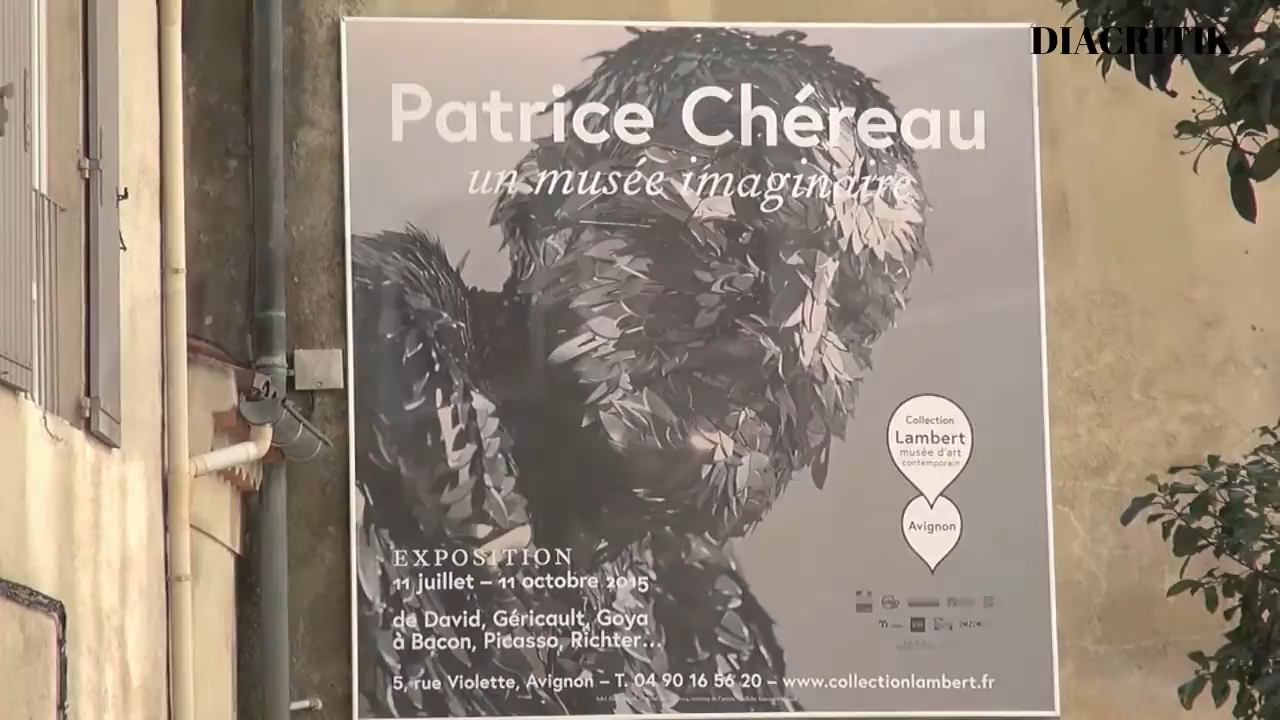 DIACRITIK
Patrice Chéreau
un musée imaginaire
Collection
Lambert
musée d'art
contemporain
Avignon
EXPOSITION
11 juillet – 11 octobre 2015
de David, Géricault, Goya
à Bacon, Picasso, Richter...
5, rue Violette, Avignon – T. 04 90 16 56 20 – www.collectionlambert.fr